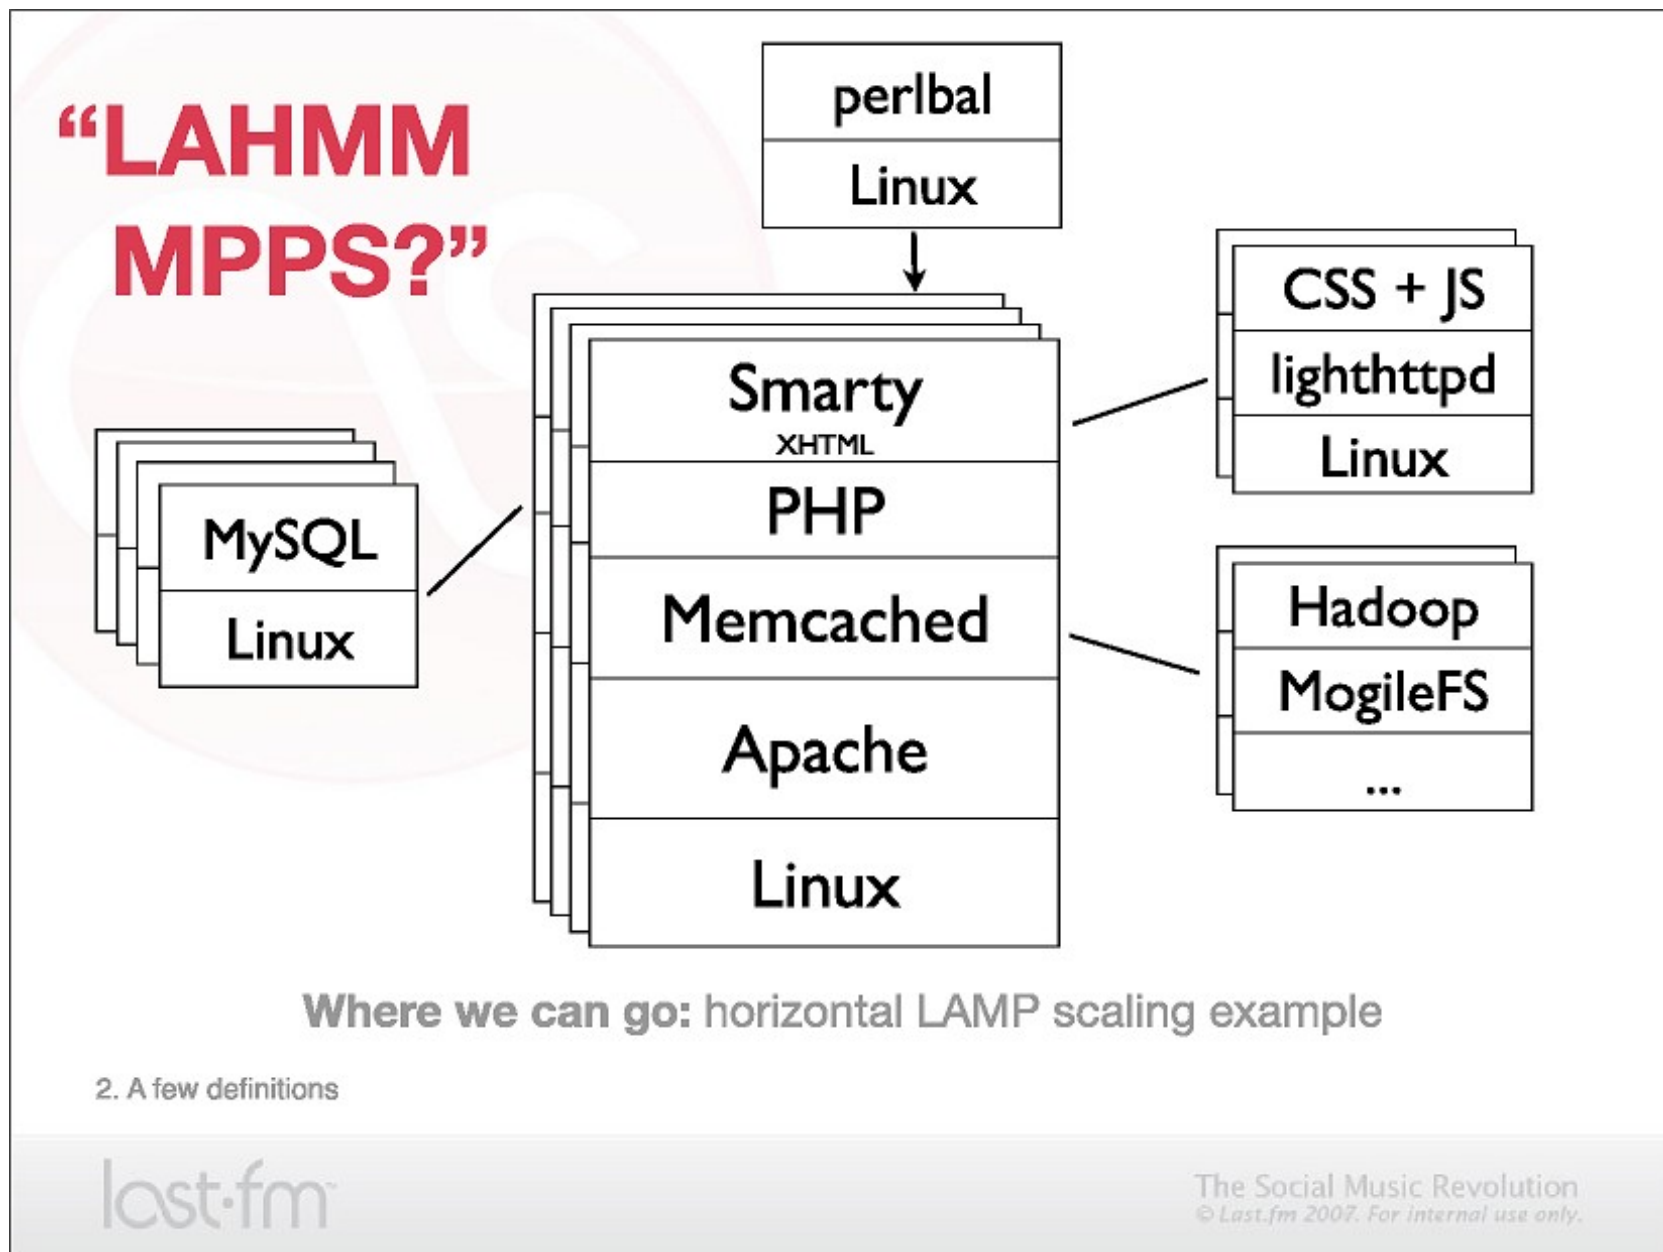 “LAHMM
MPPS?”
perlbal
Linux
CSS + JS
lighthttpd
Linux
Smarty
XHTML
PHP
Memcached
Apache
Linux
MySQL
Linux
Hadoop
MogileFS
...
Where we can go: horizontal LAMP scaling example
2. A few definitions
last.fm
The Social Music Revolution
© Last.fm 2007. For internal use only.